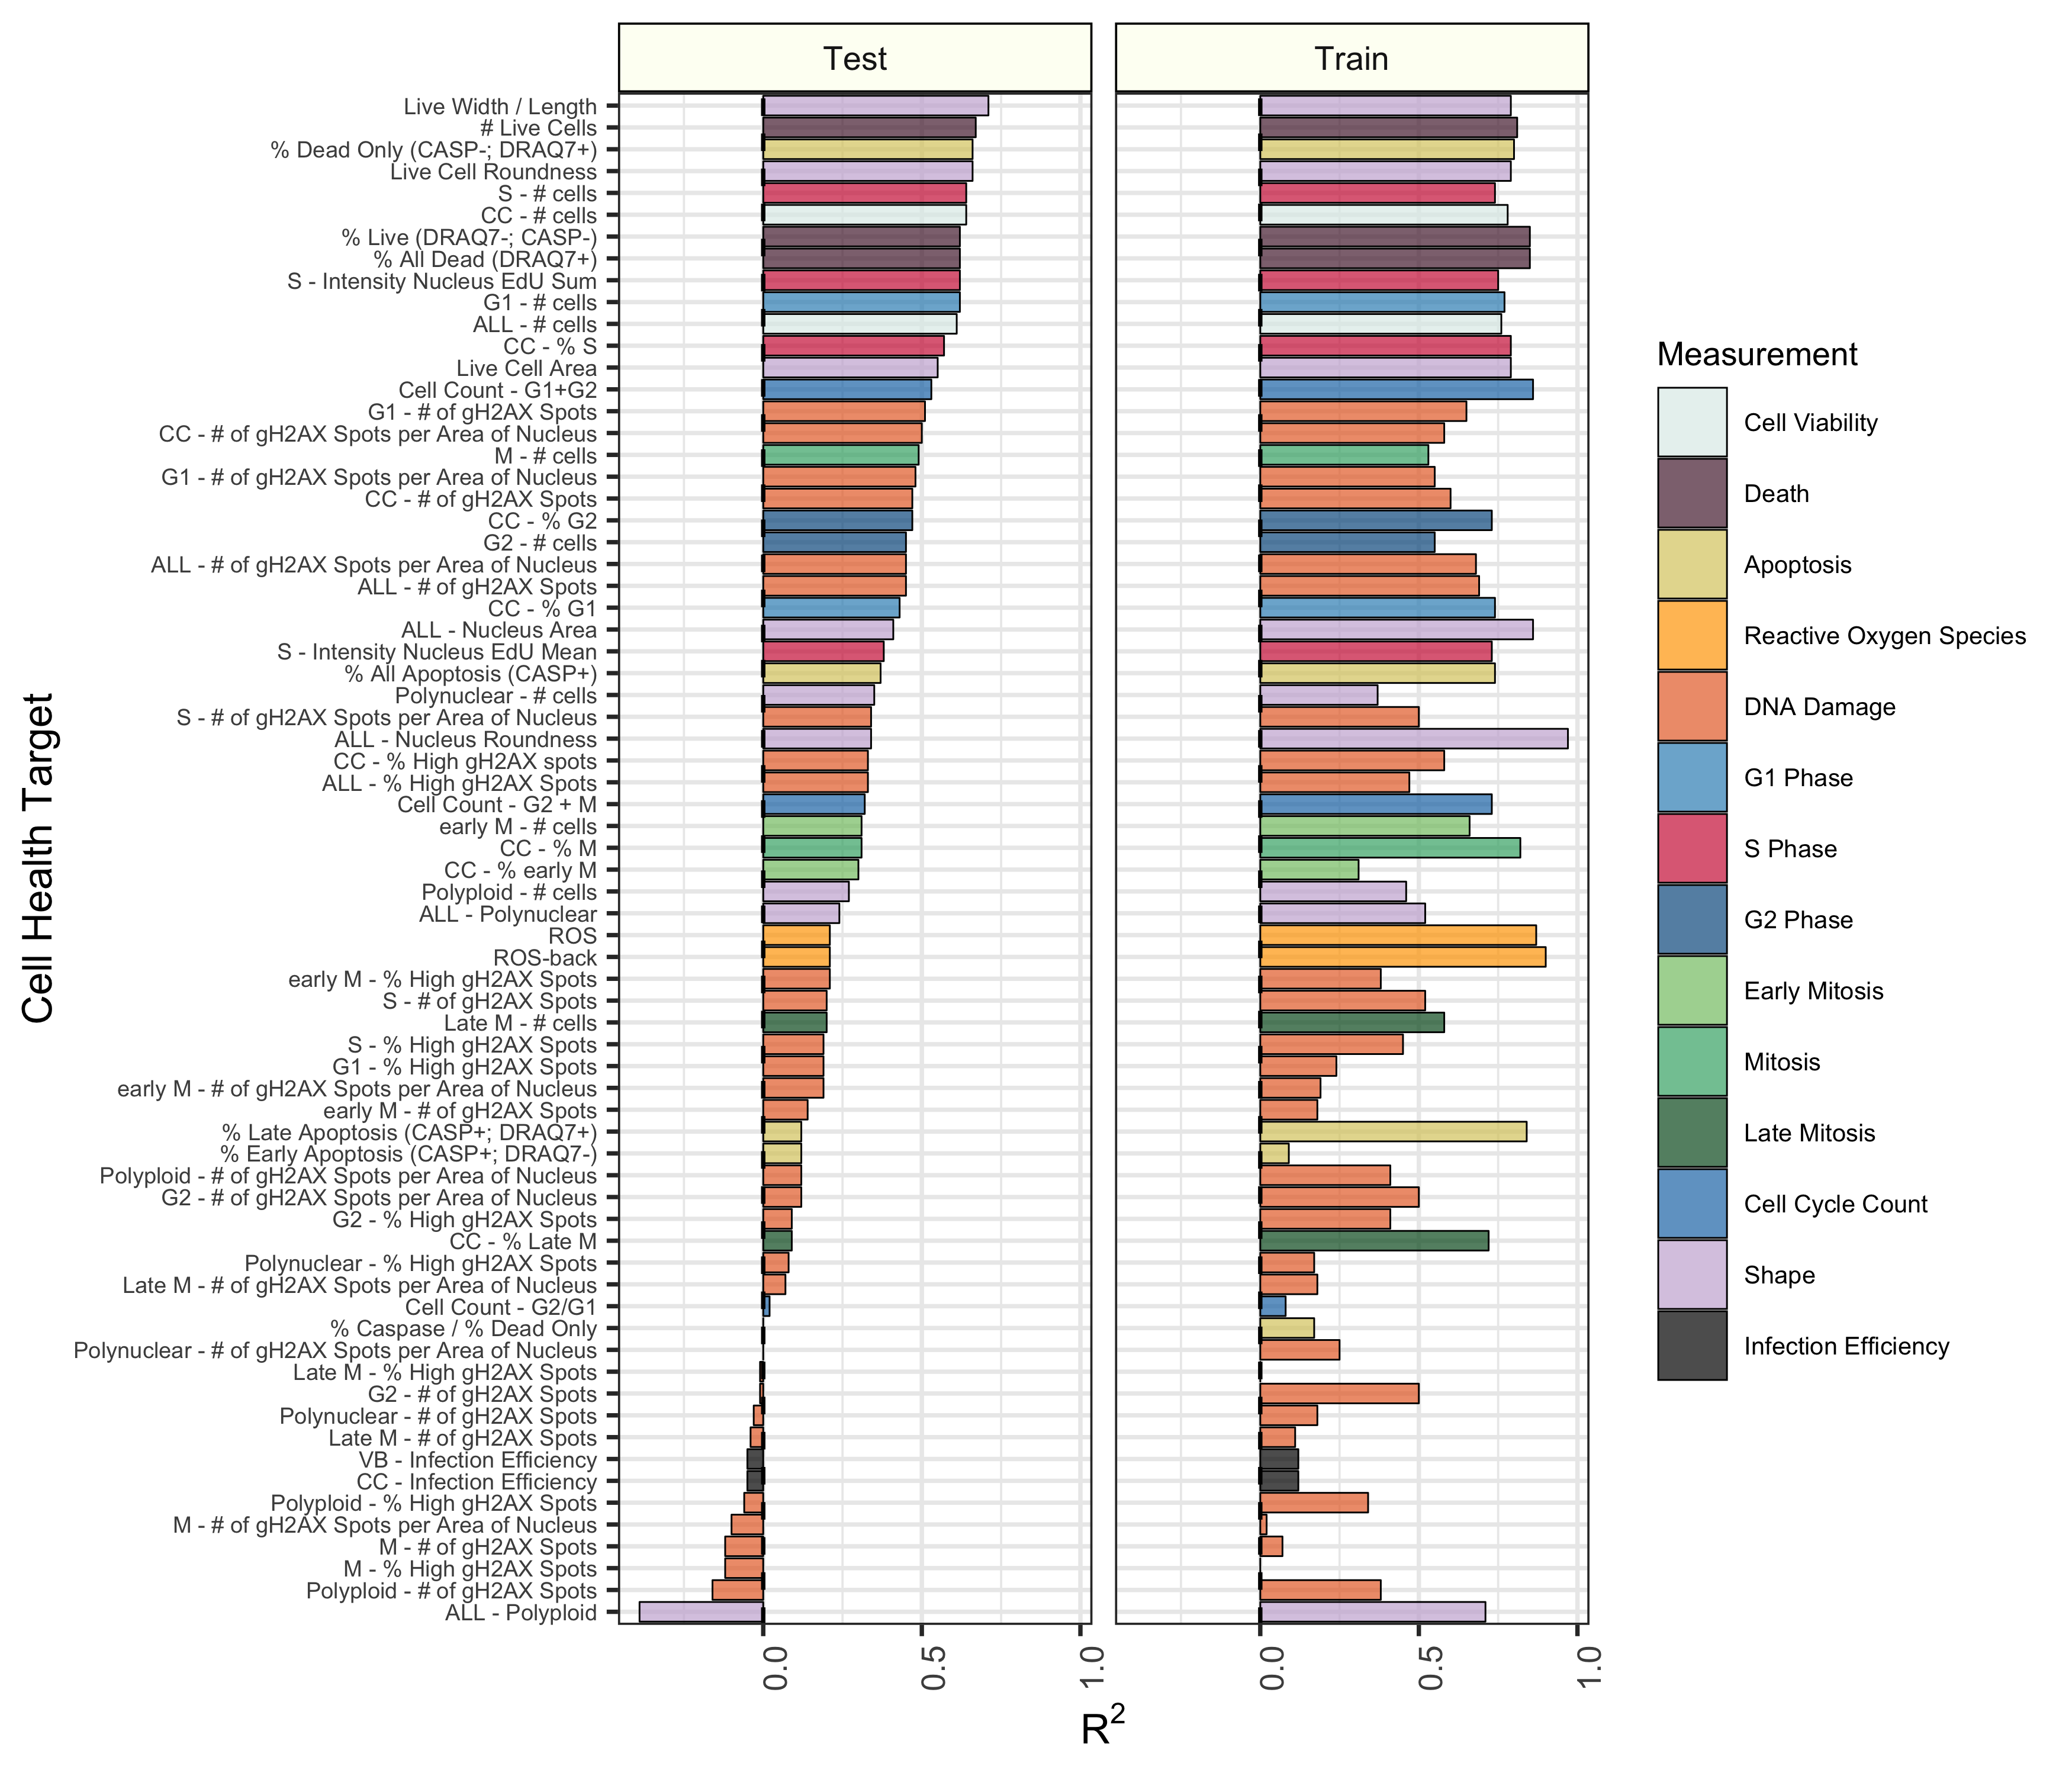 Test
Train
Cell Health Target
Live Width / Length
# Live Cells
% Dead Only (CASP-; DRAQ7+)
Live Cell Roundness
S - # cells
CC - # cells
% Live (DRAQ7-; CASP-)
% All Dead (DRAQ7+)
S - Intensity Nucleus EdU Sum
G1 - # cells
ALL - # cells
CC - % S
Live Cell Area
Cell Count - G1+G2
G1 - # of gH2AX Spots
CC - # of gH2AX Spots per Area of Nucleus
M - # cells
G1 - # of gH2AX Spots per Area of Nucleus
CC - # of gH2AX Spots
CC - % G2
G2 - # cells
ALL - # of gH2AX Spots per Area of Nucleus
ALL - # of gH2AX Spots
CC - % G1
ALL - Nucleus Area
S - Intensity Nucleus EdU Mean
% All Apoptosis (CASP+)
Polynuclear - # cells
S - # of gH2AX Spots per Area of Nucleus
ALL - Nucleus Roundness
CC - % High gH2AX spots
ALL - % High gH2AX Spots
Cell Count - G2 + M
early M - # cells
CC - % M
CC - % early M
Polyploid - # cells
ALL - Polynuclear
ROS
ROS-back
early M - % High gH2AX Spots
S - # of gH2AX Spots
Late M - # cells
S - % High gH2AX Spots
G1 - % High gH2AX Spots
early M - # of gH2AX Spots per Area of Nucleus
early M - # of gH2AX Spots
% Late Apoptosis (CASP+; DRAQ7+)
% Early Apoptosis (CASP+; DRAQ7-)
Polyploid - # of gH2AX Spots per Area of Nucleus
G2 - # of gH2AX Spots per Area of Nucleus
G2 - % High gH2AX Spots
CC - % Late M
Polynuclear - % High gH2AX Spots
Late M - # of gH2AX Spots per Area of Nucleus
Cell Count - G2/G1
% Caspase / % Dead Only
Polynuclear - # of gH2AX Spots per Area of Nucleus
Late M - % High gH2AX Spots
G2 - # of gH2AX Spots
Polynuclear - # of gH2AX Spots
Late M - # of gH2AX Spots
VB - Infection Efficiency
CC - Infection Efficiency
Polyploid - % High gH2AX Spots
M - # of gH2AX Spots per Area of Nucleus
M - # of gH2AX Spots
M - % High gH2AX Spots
Polyploid - # of gH2AX Spots
ALL - Polyploid
0.0
0.5
1.0
0.0
0.5
1.0
R²
Measurement
Cell Viability
Death
Apoptosis
Reactive Oxygen Species
DNA Damage
G1 Phase
S Phase
G2 Phase
Early Mitosis
Mitosis
Late Mitosis
Cell Cycle Count
Shape
Infection Efficiency